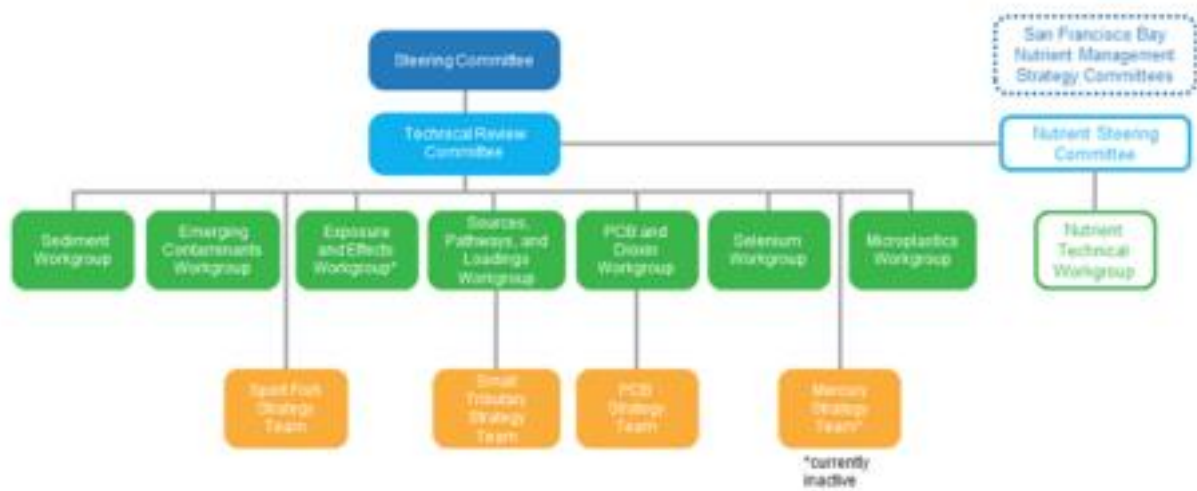 San Francisco Bay
Nutrient Management
Strategy Committees
Steering Committee
Technical Review
Committee
Nutrient Steering
Committee
Sediment
Workgroup
Emerging
Contaminants
Workgroup
Exposure
and Effects
Workgroup*
Sources,
Pathways, and
Loadings
Workgroup
PCB and
Dioxin
Workgroup
Selenium
Workgroup
Microplastics
Workgroup
Nutrient
Technical
Workgroup
Sport Fish
Strategy
Team
Small
Tributary
Strategy
Team
PCB
Strategy
Team
Mercury
Strategy
Team*
*currently
inactive